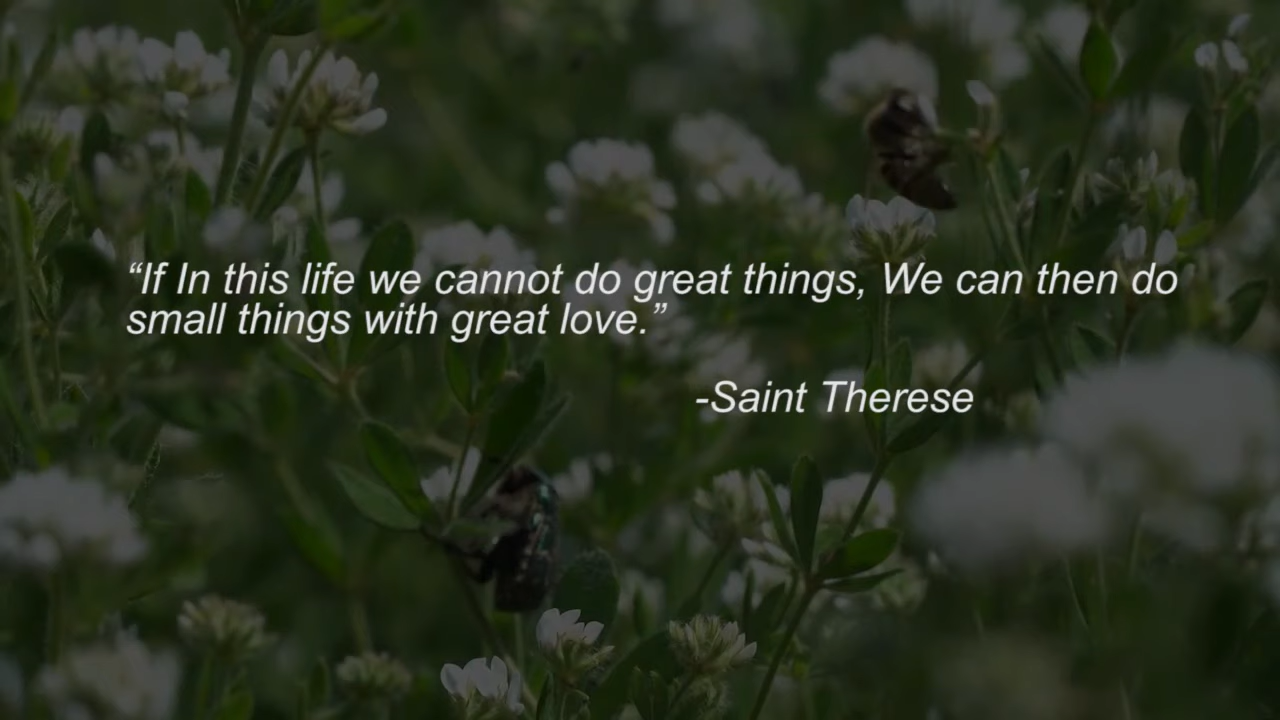 “If In this life we cannot do great things, We can then do
small things with great love.”
-Saint Therese